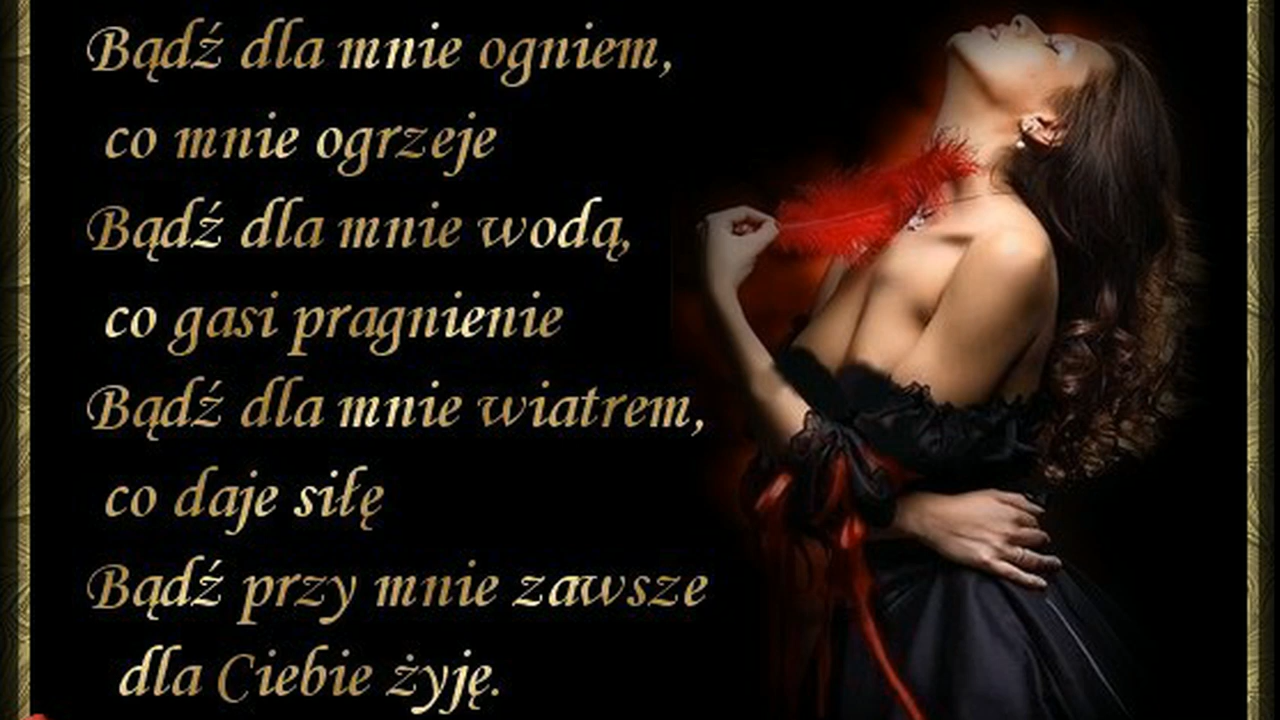 Bądź dla mnie ogniem,
co mnie ogrzeje
Bądź dla mnie wodą,
co gasi pragnienie
Bądź dla mnie wiatrem,
co daje siłę
Bądź przy mnie zawsze
dla Ciebie żyję.